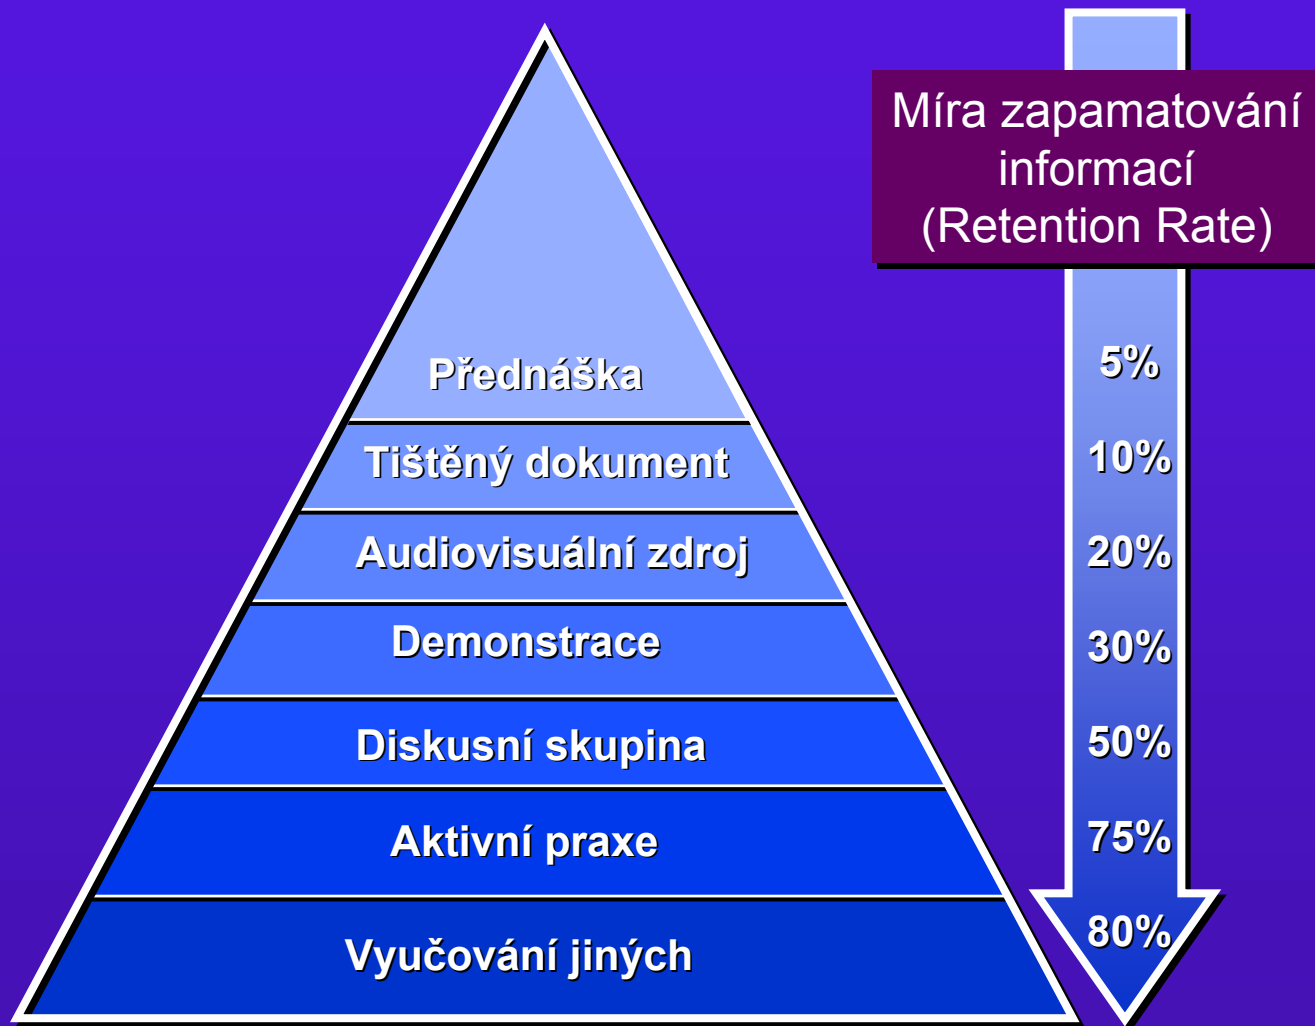 Míra zapamatování
informací
(Retention Rate)
Přednáška
5%
Tištěný dokument
10%
Audiovisuální zdroj
20%
Demonstrace
30%
Diskusní skupina
50%
Aktivní praxe
75%
Vyučování jiných
80%